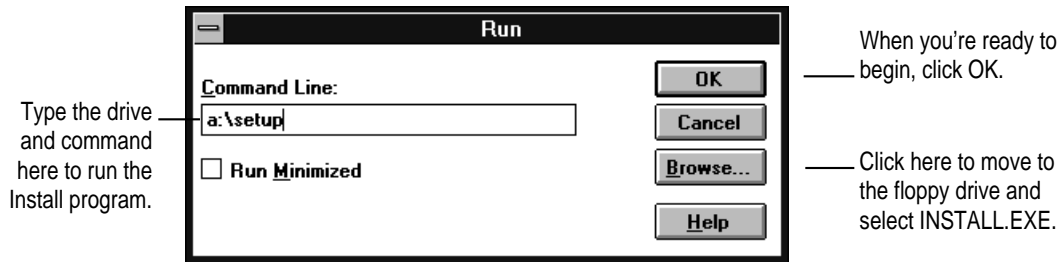 Run
Command Line:
a:\setup
Run Minimized
OK
Cancel
Browse...
Help
Type the drive
and command
here to run the
Install program.
When you're ready to
begin, click OK.
Click here to move to
the floppy drive and
select INSTALL.EXE.